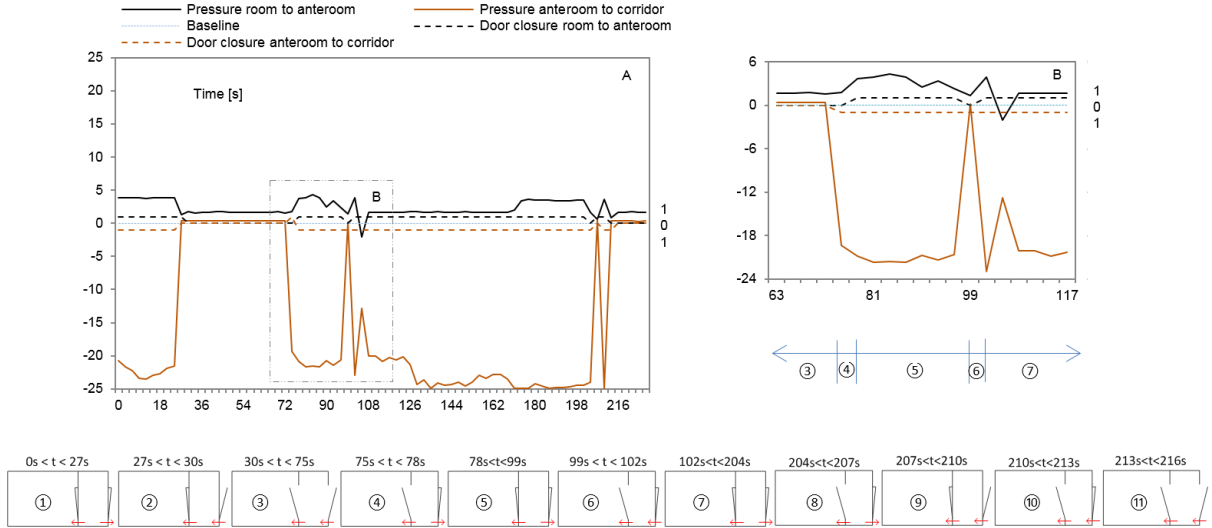 Pressure room to anteroom
Pressure anteroom to corridor
Baseline
Door closure room to anteroom
Door closure anteroom to corridor
25
20
15
10
5
0
-5
-10
-15
-20
-25
Time [s]
A
B
1
0
1
0 18 36 54 72 90 108 126 144 162 180 198 216
6
0
-6
-12
-18
-24
B
1
0
1
63 81 99 117
③ ④ ⑤ ⑥ ⑦
0s < t < 27s
27s < t < 30s
30s < t < 75s
75s < t < 78s
78s<t<99s
99s < t < 102s
102s<t<204s
204s<t<207s
207s<t<210s
210s<t<213s
213s<t<216s
① ② ③ ④ ⑤ ⑥ ⑦ ⑧ ⑨ ⑩ ⑪